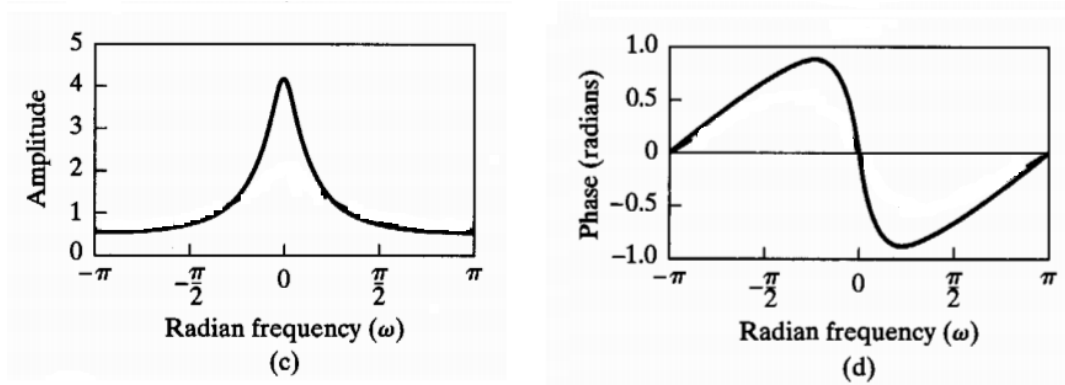 5
4
3
2
1
0
Amplitude
−π
−π/2
0
π/2
π
Radian frequency (ω)
(c)
1.0
0.5
0
−0.5
−1.0
Phase (radians)
−π
−π/2
0
π/2
π
Radian frequency (ω)
(d)